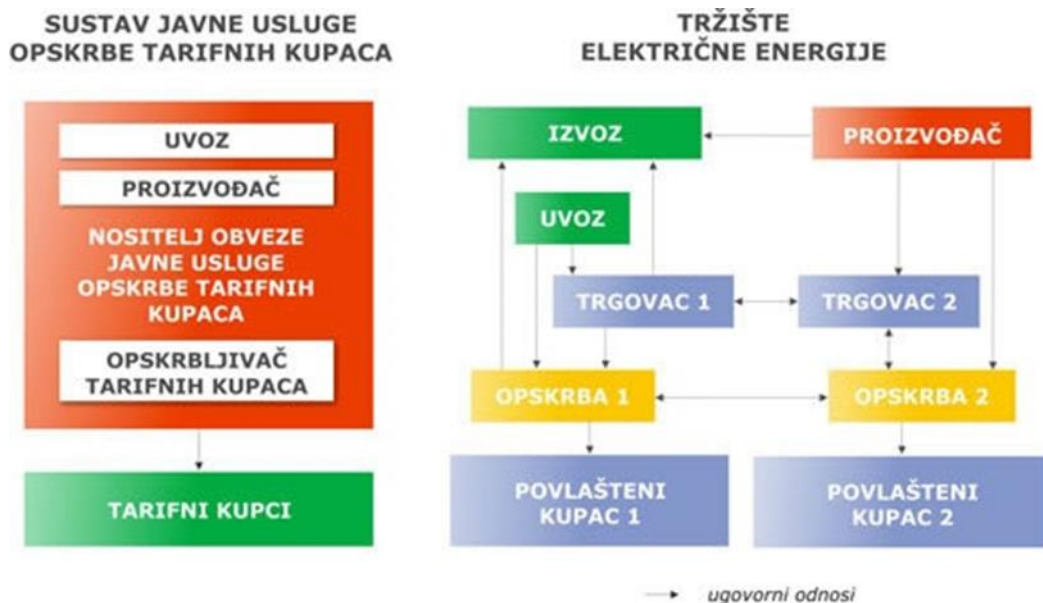 SUSTAV JAVNE USLUGE
OPSKRBE TARIFNIH KUPACA
UVOZ
PROIZVOĐAČ
NOSITELJ OBVEZE
JAVNE USLUGE
OPSKRBE TARIFNIH
KUPACA
OPSKRBLJIVAČ
TARIFNIH KUPACA
TARIFNI KUPCI
TRŽIŠTE
ELEKTRIČNE ENERGIJE
IZVOZ
PROIZVOĐAČ
UVOZ
TRGOVAC 1
TRGOVAC 2
OPSKRBA 1
OPSKRBA 2
POVLAŠTENI
KUPAC 1
POVLAŠTENI
KUPAC 2
ugovorni odnosi